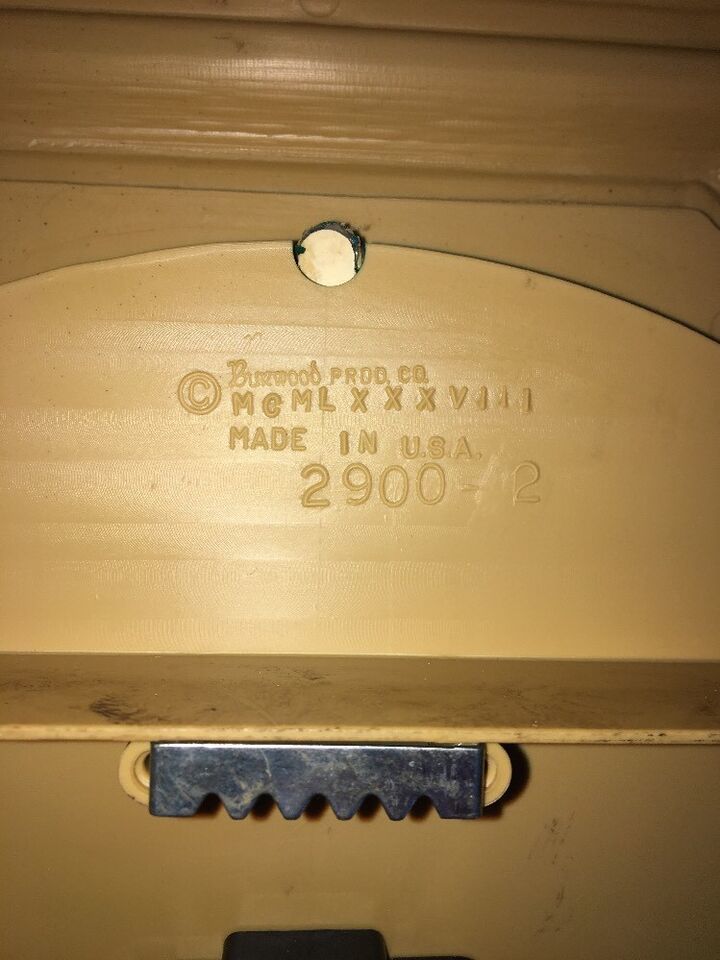 © Burwood PROD. CO.
MCMLXXXVIII
MADE IN U.S.A.
2900-2